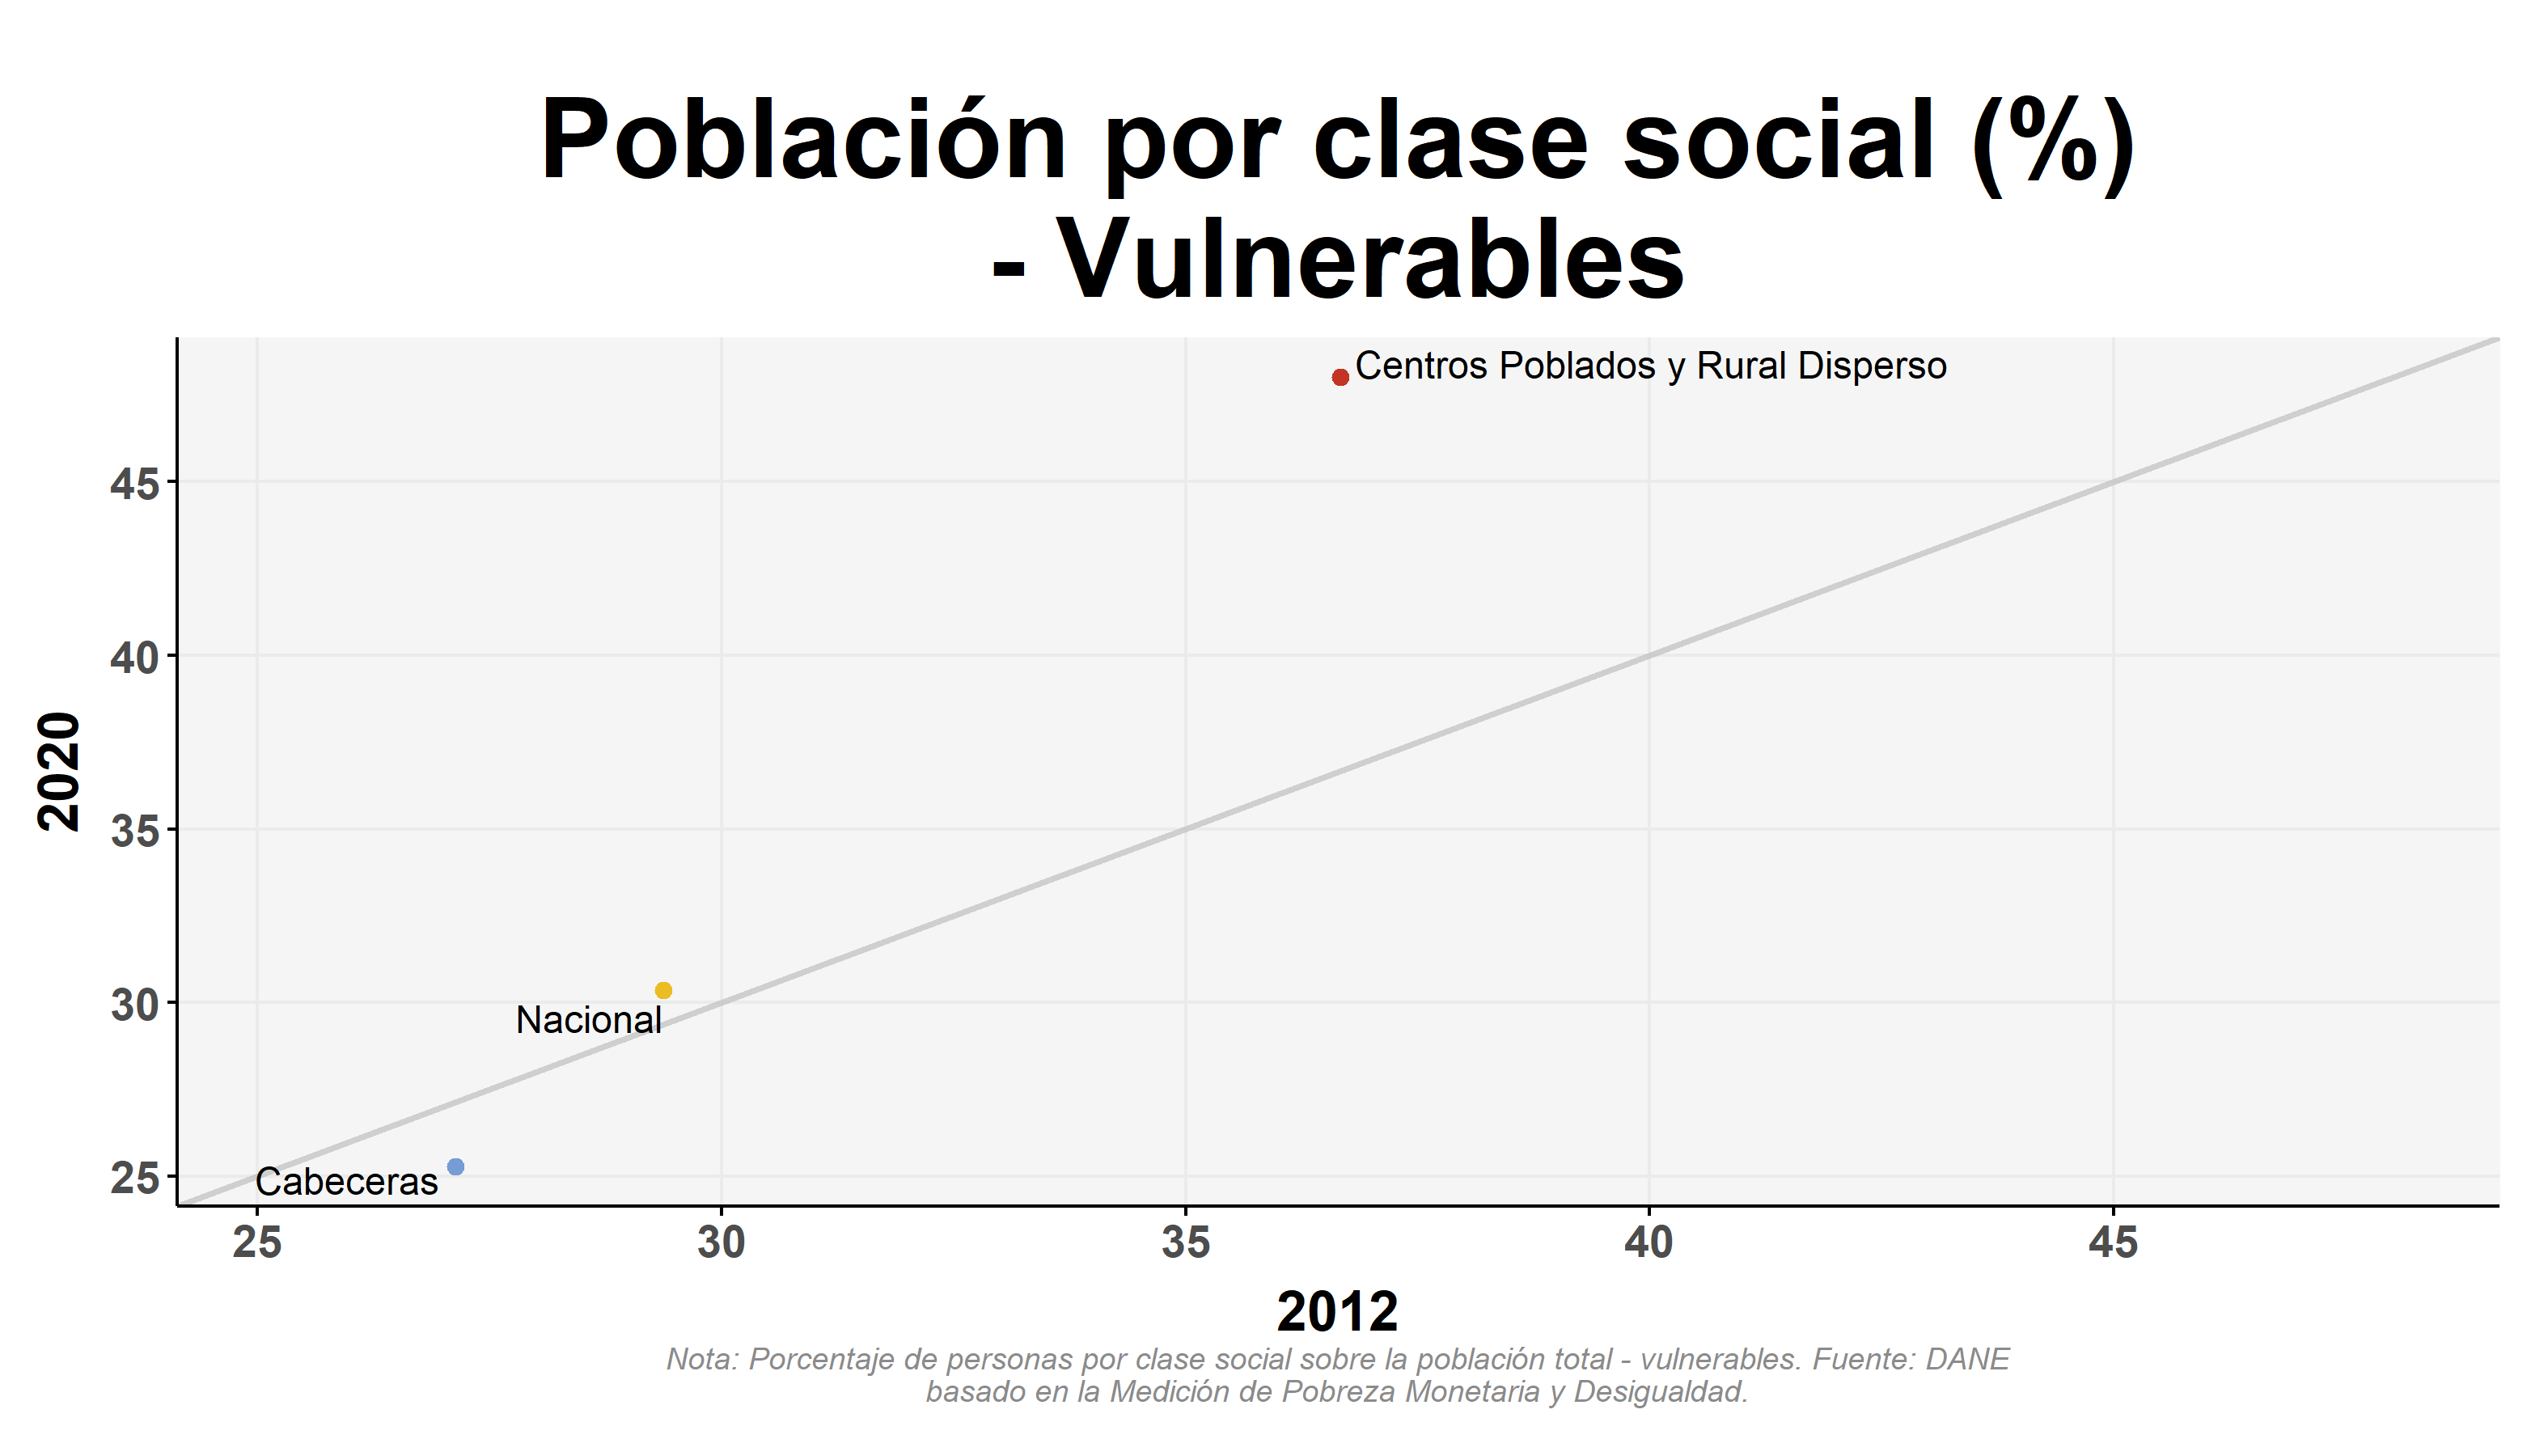 Población por clase social (%)
- Vulnerables
Centros Poblados y Rural Disperso
45
40
35
30
25
2020
Nacional
Cabeceras
25
30
35
40
45
2012
Nota: Porcentaje de personas por clase social sobre la población total - vulnerables. Fuente: DANE
basado en la Medición de Pobreza Monetaria y Desigualdad.